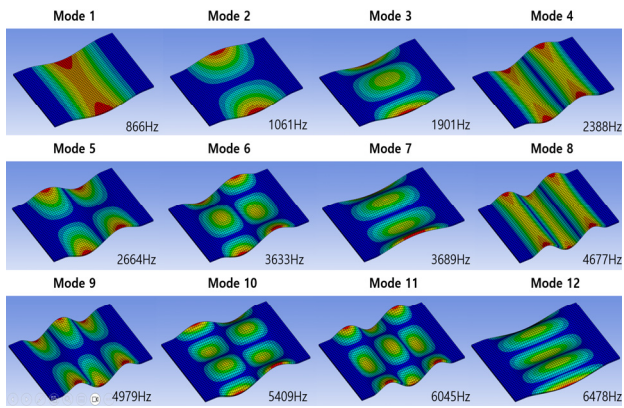 Mode 1 Mode 2 Mode 3 Mode 4
866Hz 1061Hz 1901Hz 2388Hz
Mode 5 Mode 6 Mode 7 Mode 8
2664Hz 3633Hz 3689Hz 4677Hz
Mode 9 Mode 10 Mode 11 Mode 12
4979Hz 5409Hz 6045Hz 6478Hz